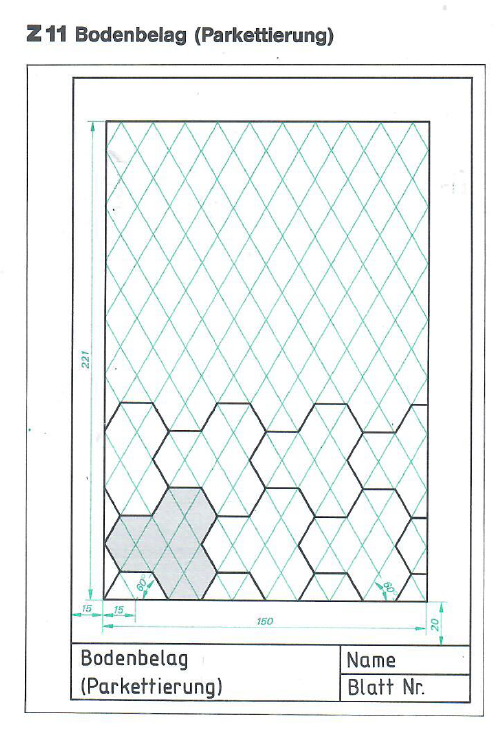 Z 11 Bodenbelag (Parkettierung)
221
60°
60°
15
15
150
20
Bodenbelag
(Parkettierung)
Name
Blatt Nr.